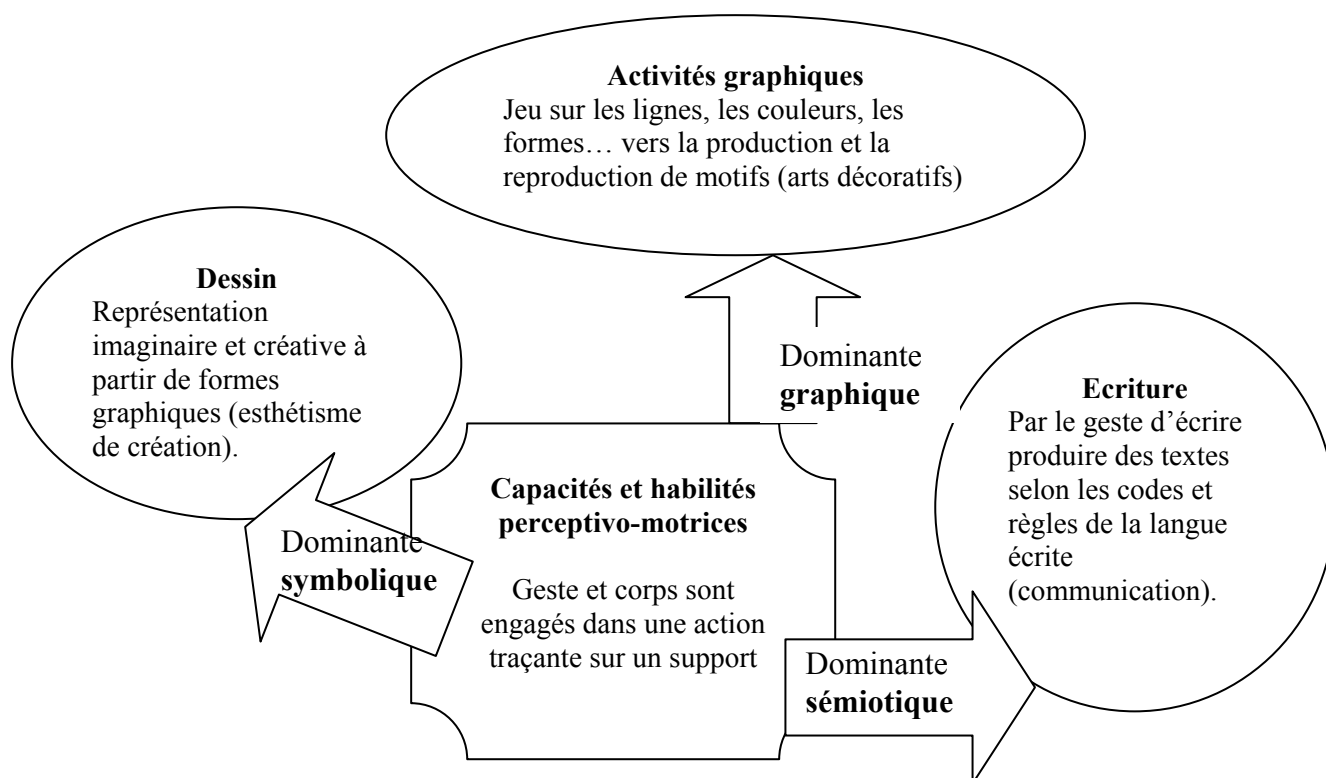 Activités graphiques
Jeu sur les lignes, les couleurs, les
formes… vers la production et la
reproduction de motifs (arts décoratifs)
Dessin
Représentation
imaginaire et créative à
partir de formes
graphiques (esthétisme
de création).
Dominante
graphique
Ecriture
Par le geste d’écrire
produire des textes
selon les codes et
règles de la langue
écrite
(communication).
Capacités et habilités
perceptivo-motrices
Geste et corps sont
engagés dans une action
traçante sur un support
Dominante
symbolique
Dominante
sémiotique